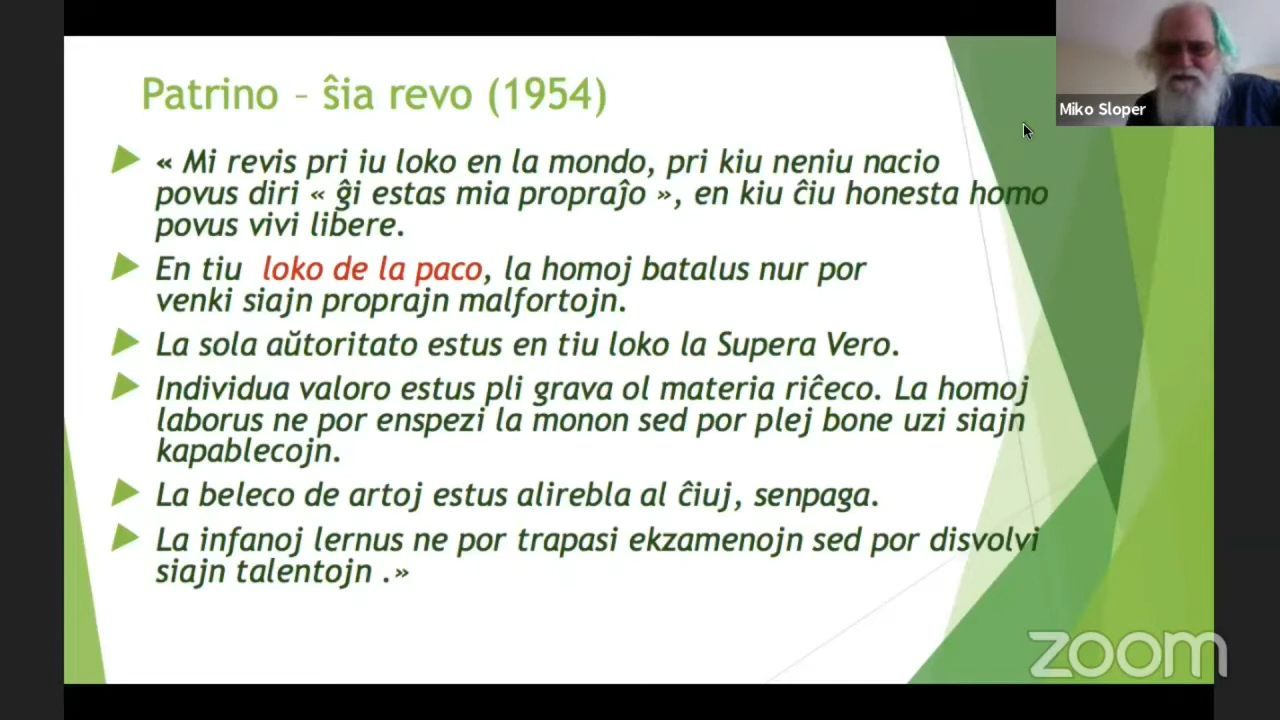 Patrino – ŝia revo (1954)
« Mi revis pri iu loko en la mondo, pri kiu neniu nacio
povus diri « ĝi estas mia propraĵo », en kiu ĉiu honesta homo
povus vivi libere.
En tiu loko de la paco, la homoj batalus nur por
venki siajn proprajn malfortojn.
La sola aŭtoritato estus en tiu loko la Supera Vero.
Individua valoro estus pli grava ol materia riĉeco. La homoj
laborus ne por enspezi la monon sed por plej bone uzi siajn
kapablecojn.
La beleco de artoj estus alirebla al ĉiuj, senpaga.
La infanoj lernus ne por trapasi ekzamenojn sed por disvolvi
siajn talentojn .»
Miko Sloper
zoom